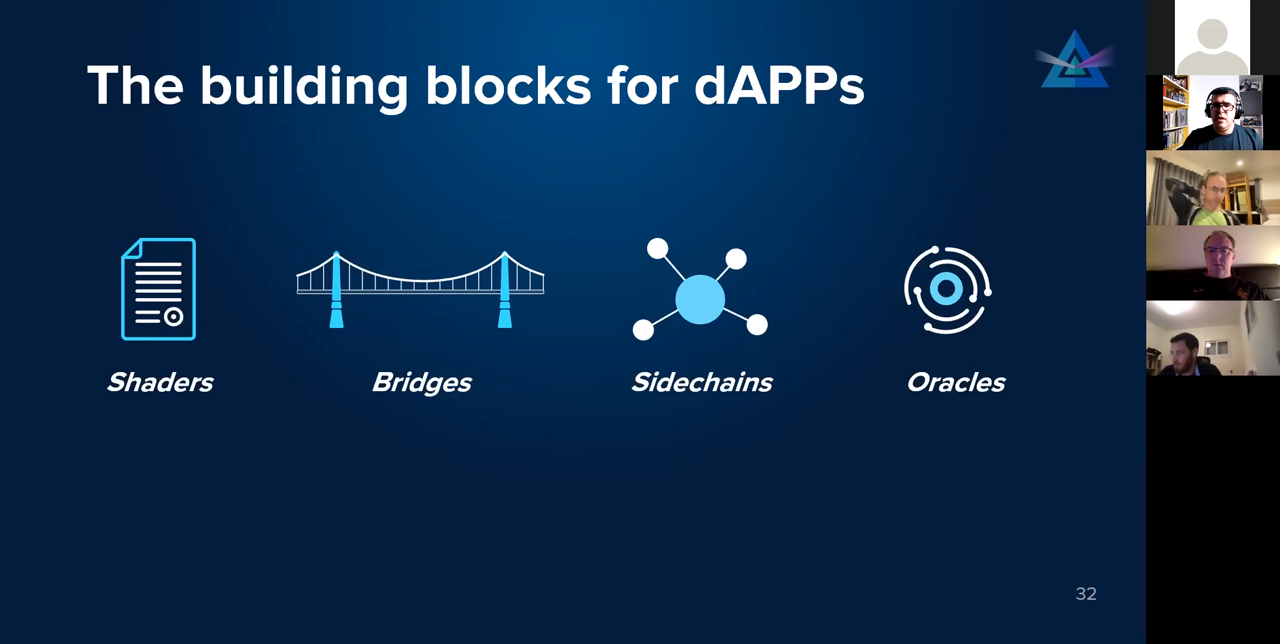 The building blocks for dAPPs
Shaders
Bridges
Sidechains
Oracles
32